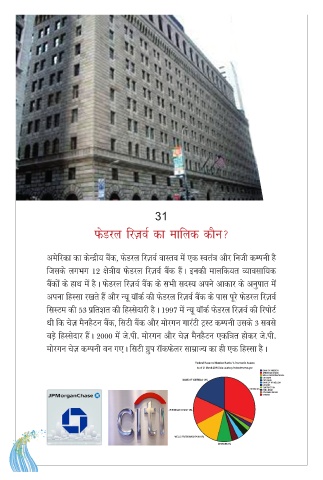 31
फेडरल रिज़र्व का मालिक कौन?
अमेरिका का केन्द्रीय बैंक, फेडरल रिज़र्व वास्तव में एक स्वतंत्र और निजी कम्पनी है
जिसके लगभग 12 क्षेत्रीय फेडरल रिज़र्व बैंक हैं। इनकी मालकियत व्यावसायिक
बैंकों के हाथ में है। फेडरल रिज़र्व बैंक के सभी सदस्य अपने आकार के अनुपात में
अपना हिस्सा रखते हैं और न्यू यॉर्क की फेडरल रिज़र्व बैंक के पास पूरे फेडरल रिज़र्व
सिस्टम की 53 प्रतिशत की हिस्सेदारी है। 1997 में न्यू यॉर्क फेडरल रिज़र्व की रिपोर्ट
थी कि चेज़ मैनहैटन बैंक, सिटी बैंक और मोरगन गारंटी ट्रस्ट कम्पनी उसके 3 सबसे
बड़े हिस्सेदार हैं। 2000 में जे.पी. मोरगन और चेज़ मैनहैटन एकत्रित होकर जे.पी.
मोरगन चेज़ कम्पनी बन गए। सिटी ग्रुप रॉकफेलर साम्राज्य का ही एक हिस्सा है।
JPMorganChase
citi